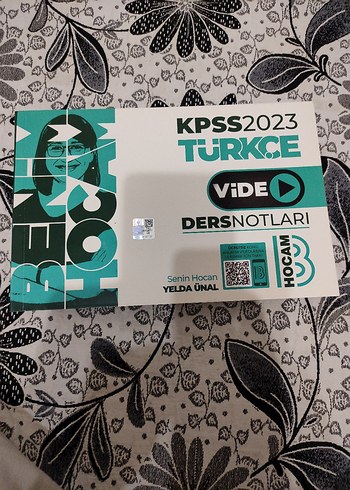 BENİM
HOCAM
KPSS2023
TÜRKÇE
VİDEO
DERSNOTLARI
Senin Hocan
YELDA ÜNAL
HOCAM